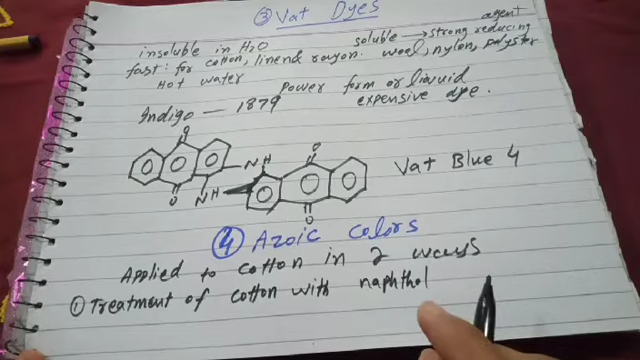 ③ Vat Dyes
insoluble in H₂O soluble → strong reducing agent
fast: for cotton, linen & rayon. wool, nylon, polyster
Hot water power form or liquid
Indigo — 1879 expensive dye.
O O
N H
Vat Blue 4
O N H
O
④ Azoic colors
Applied to cotton in 2 ways
① Treatment of cotton with naphthol